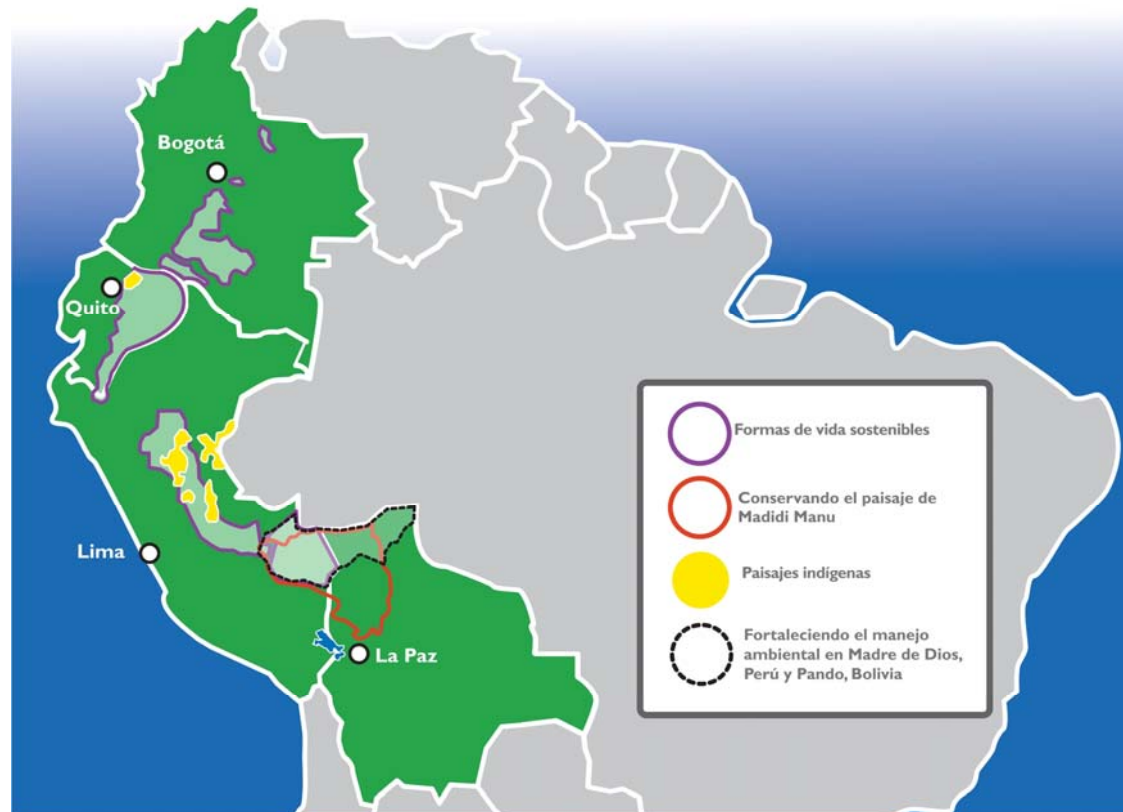 Bogotá
Quito
Lima
La Paz
Formas de vida sostenibles
Conservando el paisaje de
Madidi Manu
Paisajes indígenas
Fortaleciendo el manejo
ambiental en Madre de Dios,
Perú y Pando, Bolivia